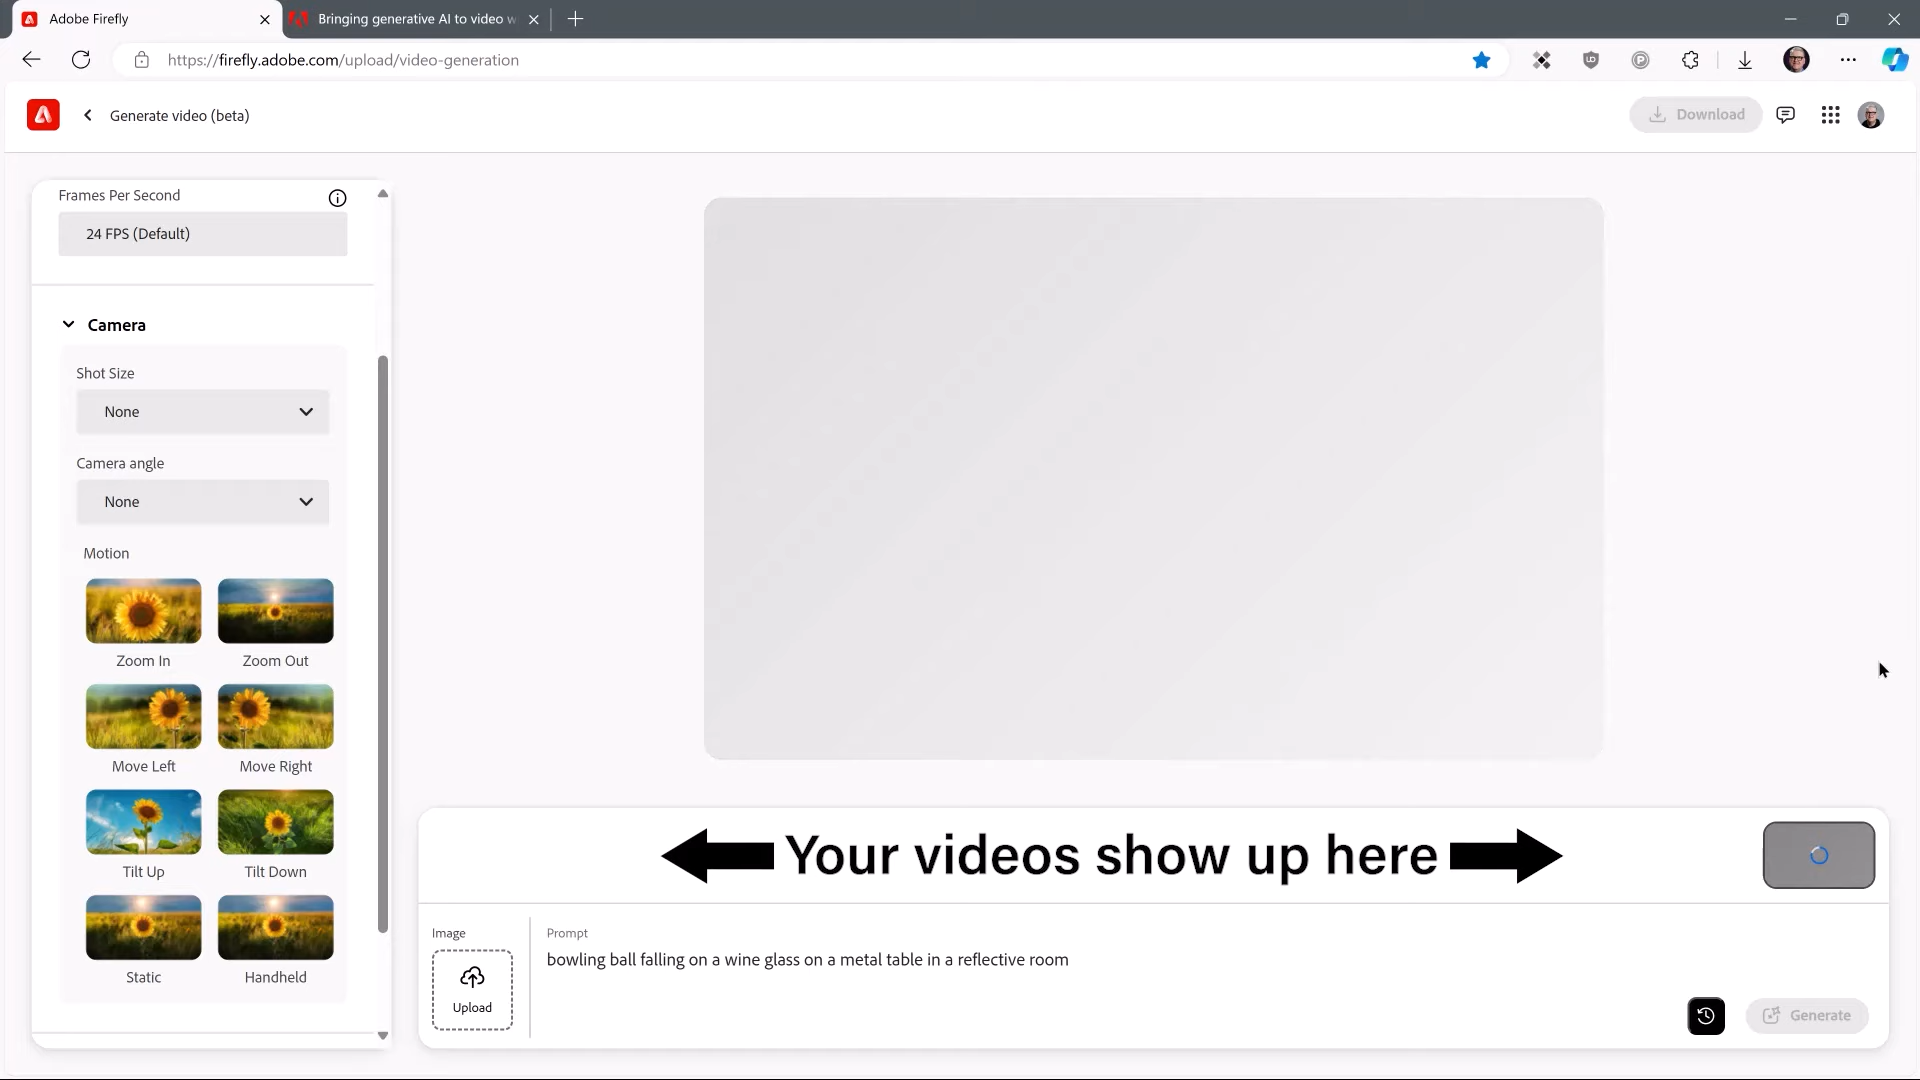 Adobe Firefly
Bringing generative AI to video w
https://firefly.adobe.com/upload/video-generation
Generate video (beta)
Download
Frames Per Second
24 FPS (Default)
Camera
Shot Size
None
Camera angle
None
Motion
Zoom In
Zoom Out
Move Left
Move Right
Tilt Up
Tilt Down
Static
Handheld
Your videos show up here
Image
Upload
Prompt
bowling ball falling on a wine glass on a metal table in a reflective room
Generate